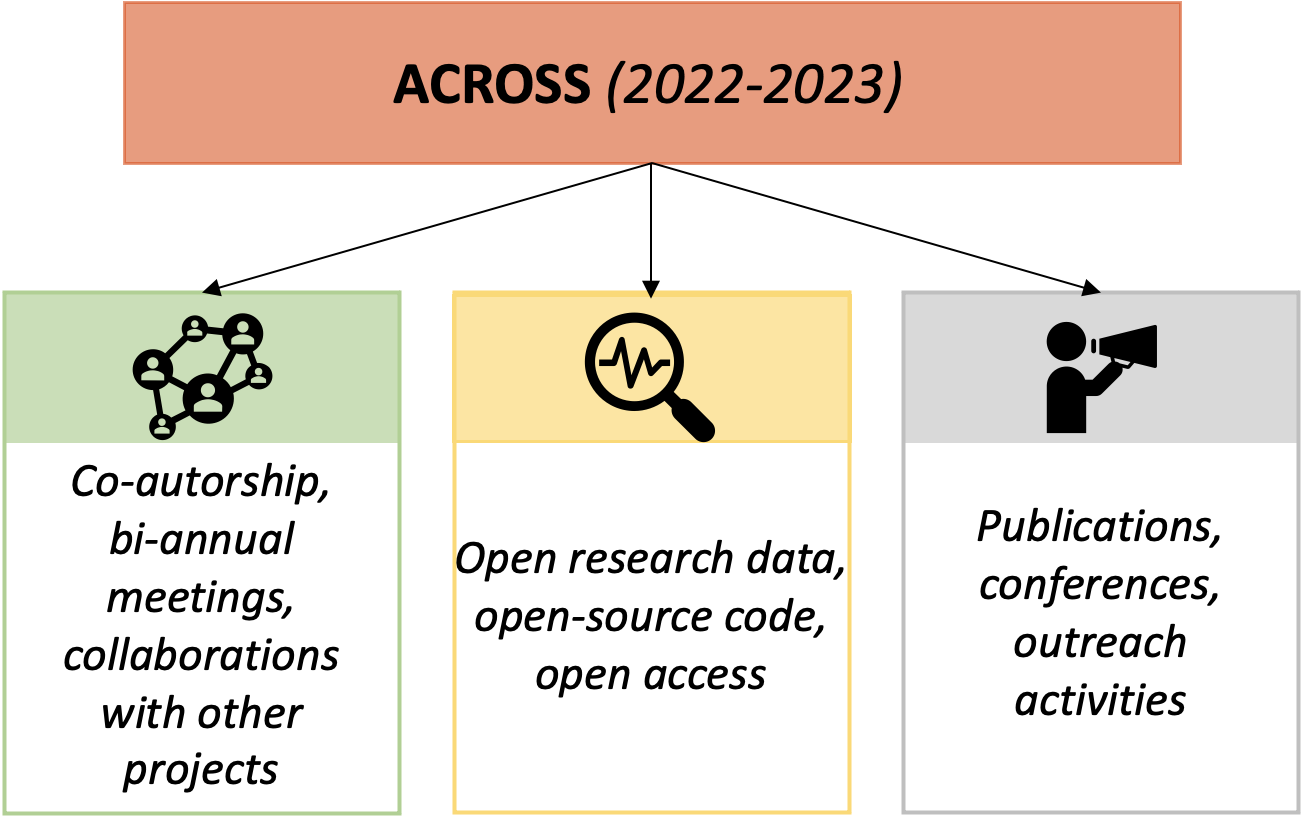 ACROSS (2022-2023)
Co-autorship,
bi-annual
meetings,
collaborations
with other
projects
Open research data,
open-source code,
open access
Publications,
conferences,
outreach
activities